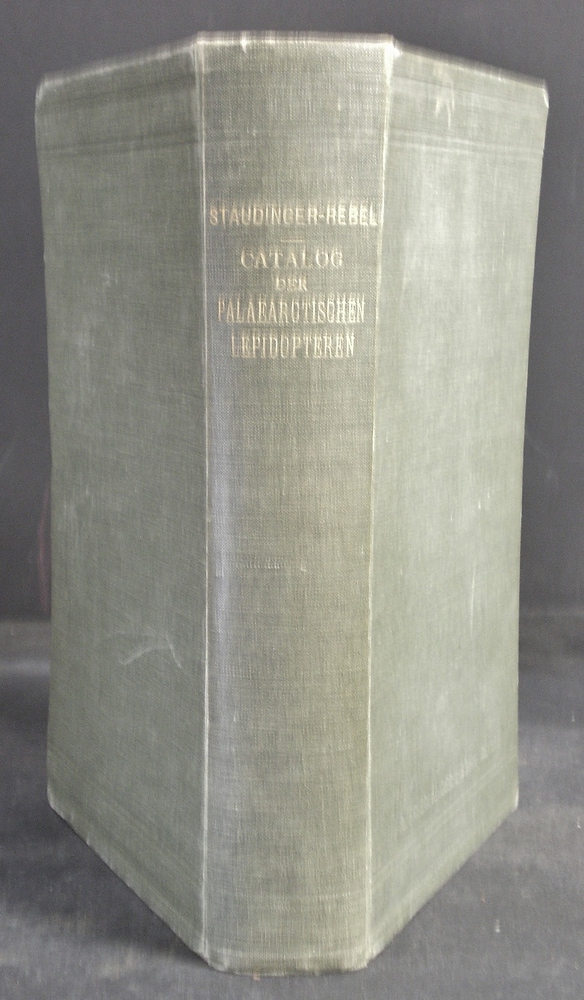 STAUDINGER-REBEL
CATALOG
DER
PALAEARCTISCHEN
LEPIDOPTEREN